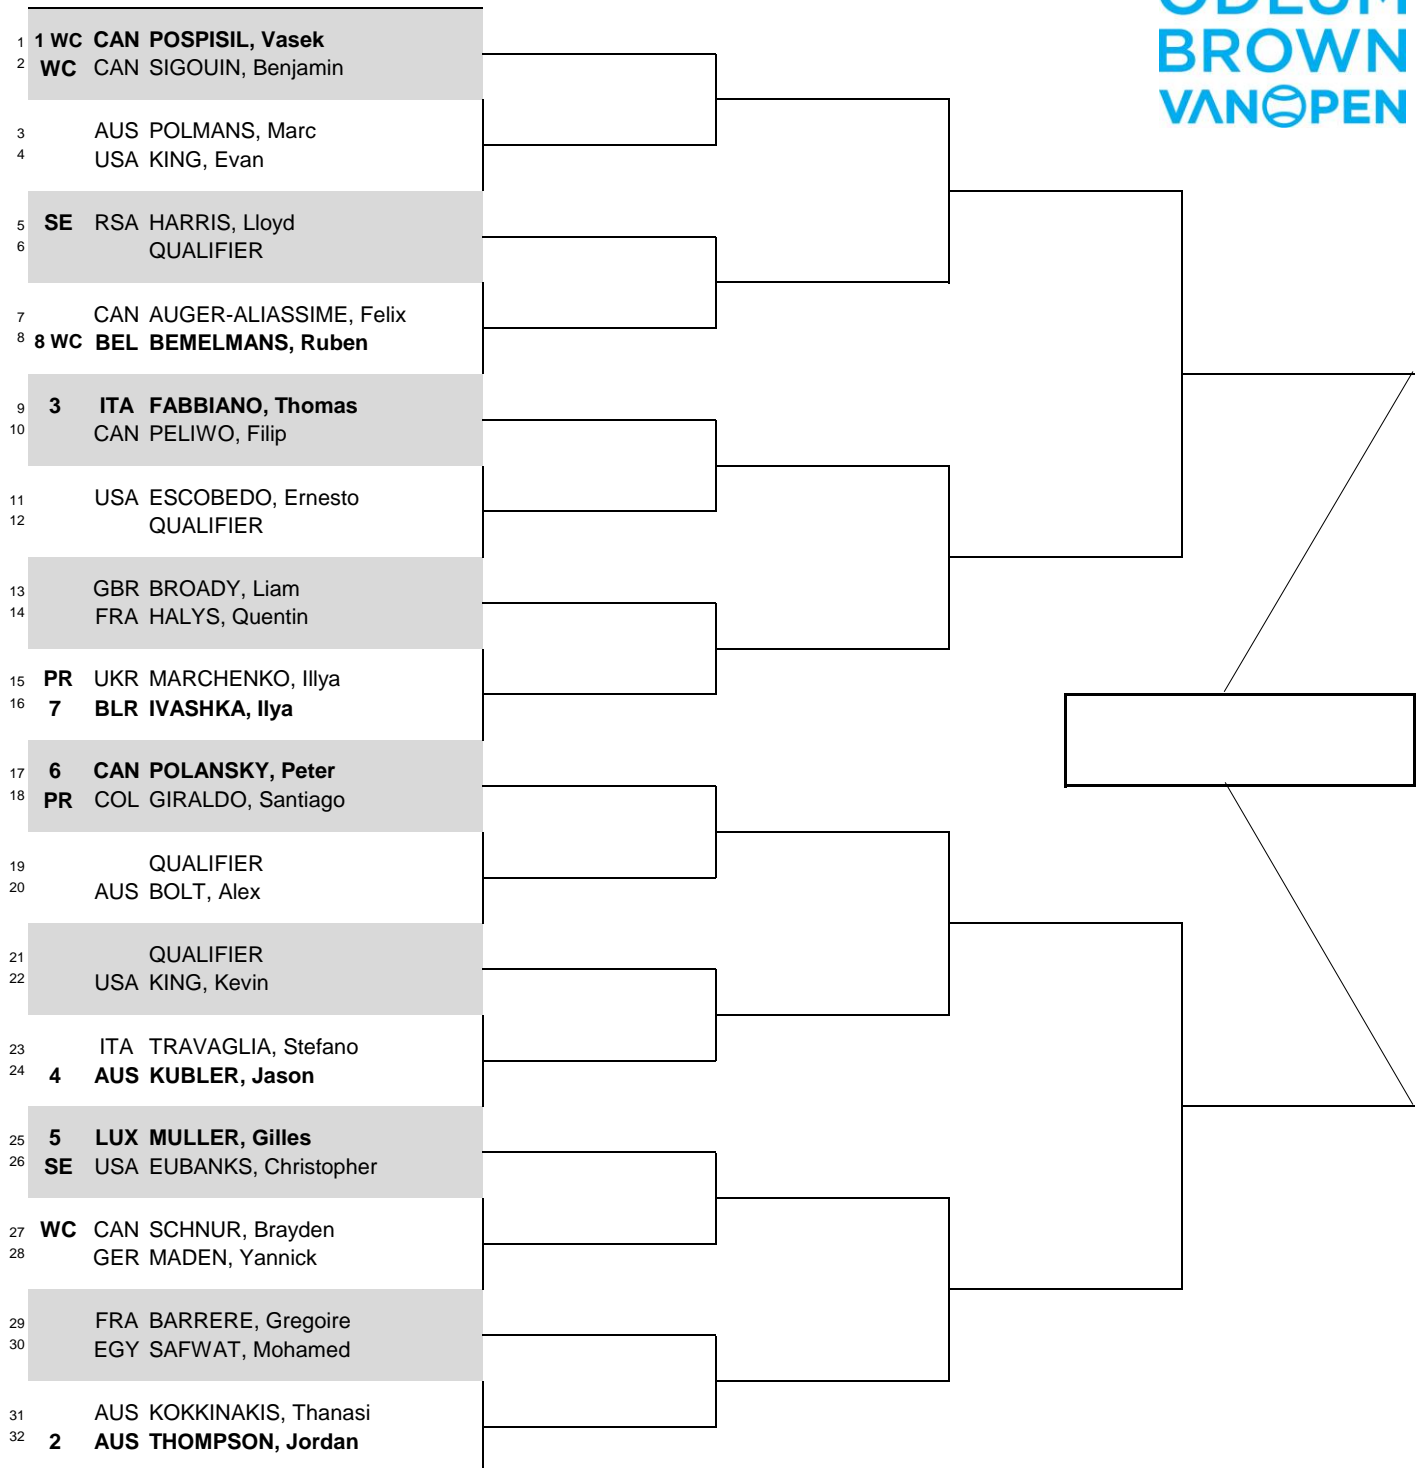 ODLUM
BROWN
VANOPEN
1 1 WC CAN POSPISIL, Vasek
2 WC CAN SIGOUIN, Benjamin
3 AUS POLMANS, Marc
4 USA KING, Evan
5 SE RSA HARRIS, Lloyd
6 QUALIFIER
7 CAN AUGER-ALIASSIME, Felix
8 8 WC BEL BEMELMANS, Ruben
9 3 ITA FABBIANO, Thomas
10 CAN PELIWO, Filip
11 USA ESCOBEDO, Ernesto
12 QUALIFIER
13 GBR BROADY, Liam
14 FRA HALYS, Quentin
15 PR UKR MARCHENKO, Illya
16 7 BLR IVASHKA, Ilya
17 6 CAN POLANSKY, Peter
18 PR COL GIRALDO, Santiago
19 QUALIFIER
20 AUS BOLT, Alex
21 QUALIFIER
22 USA KING, Kevin
23 ITA TRAVAGLIA, Stefano
24 4 AUS KUBLER, Jason
25 5 LUX MULLER, Gilles
26 SE USA EUBANKS, Christopher
27 WC CAN SCHNUR, Brayden
28 GER MADEN, Yannick
29 FRA BARRERE, Gregoire
30 EGY SAFWAT, Mohamed
31 AUS KOKKINAKIS, Thanasi
32 2 AUS THOMPSON, Jordan